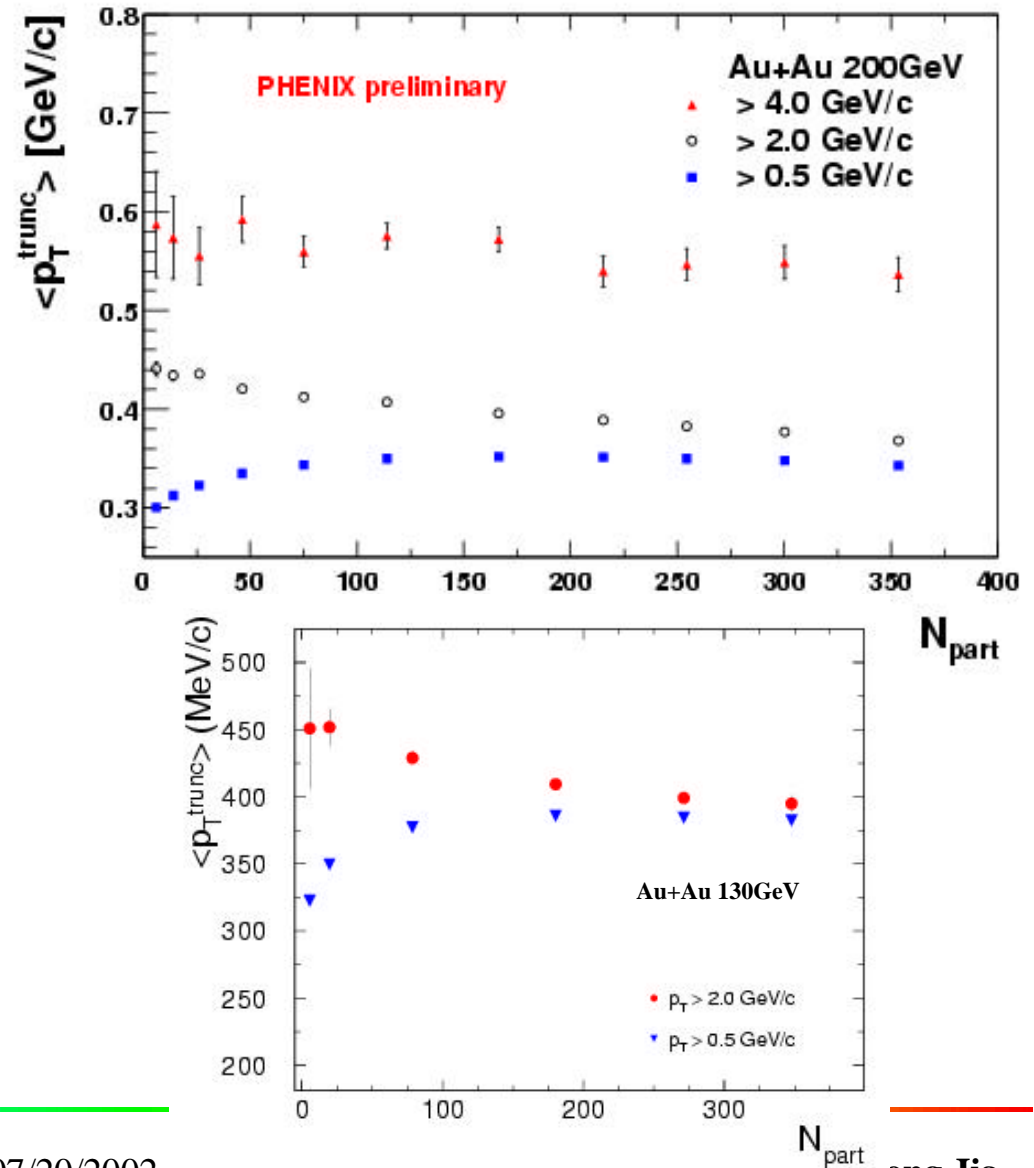 0.8
0.7
0.6
0.5
0.4
0.3
<p_T^trunc> [GeV/c]
PHENIX preliminary
Au+Au 200GeV
> 4.0 GeV/c
> 2.0 GeV/c
> 0.5 GeV/c
0 50 100 150 200 250 300 350 400
N_part
<p_T^trunc> (MeV/c)
500
450
400
350
300
250
200
Au+Au 130GeV
p_T > 2.0 GeV/c
p_T > 0.5 GeV/c
0 100 200 300
N_part